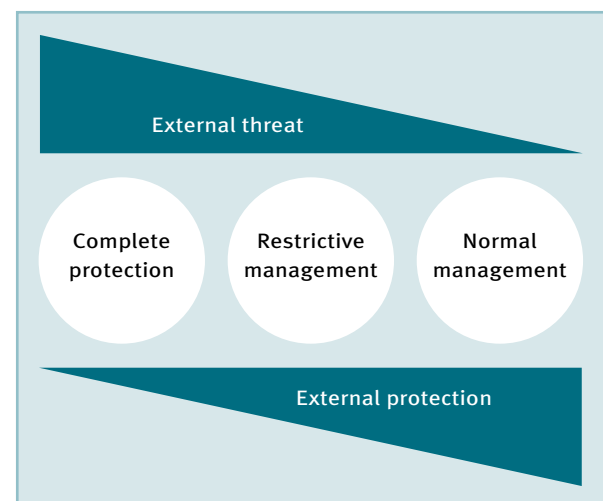 External threat
Complete
protection
Restrictive
management
Normal
management
External protection